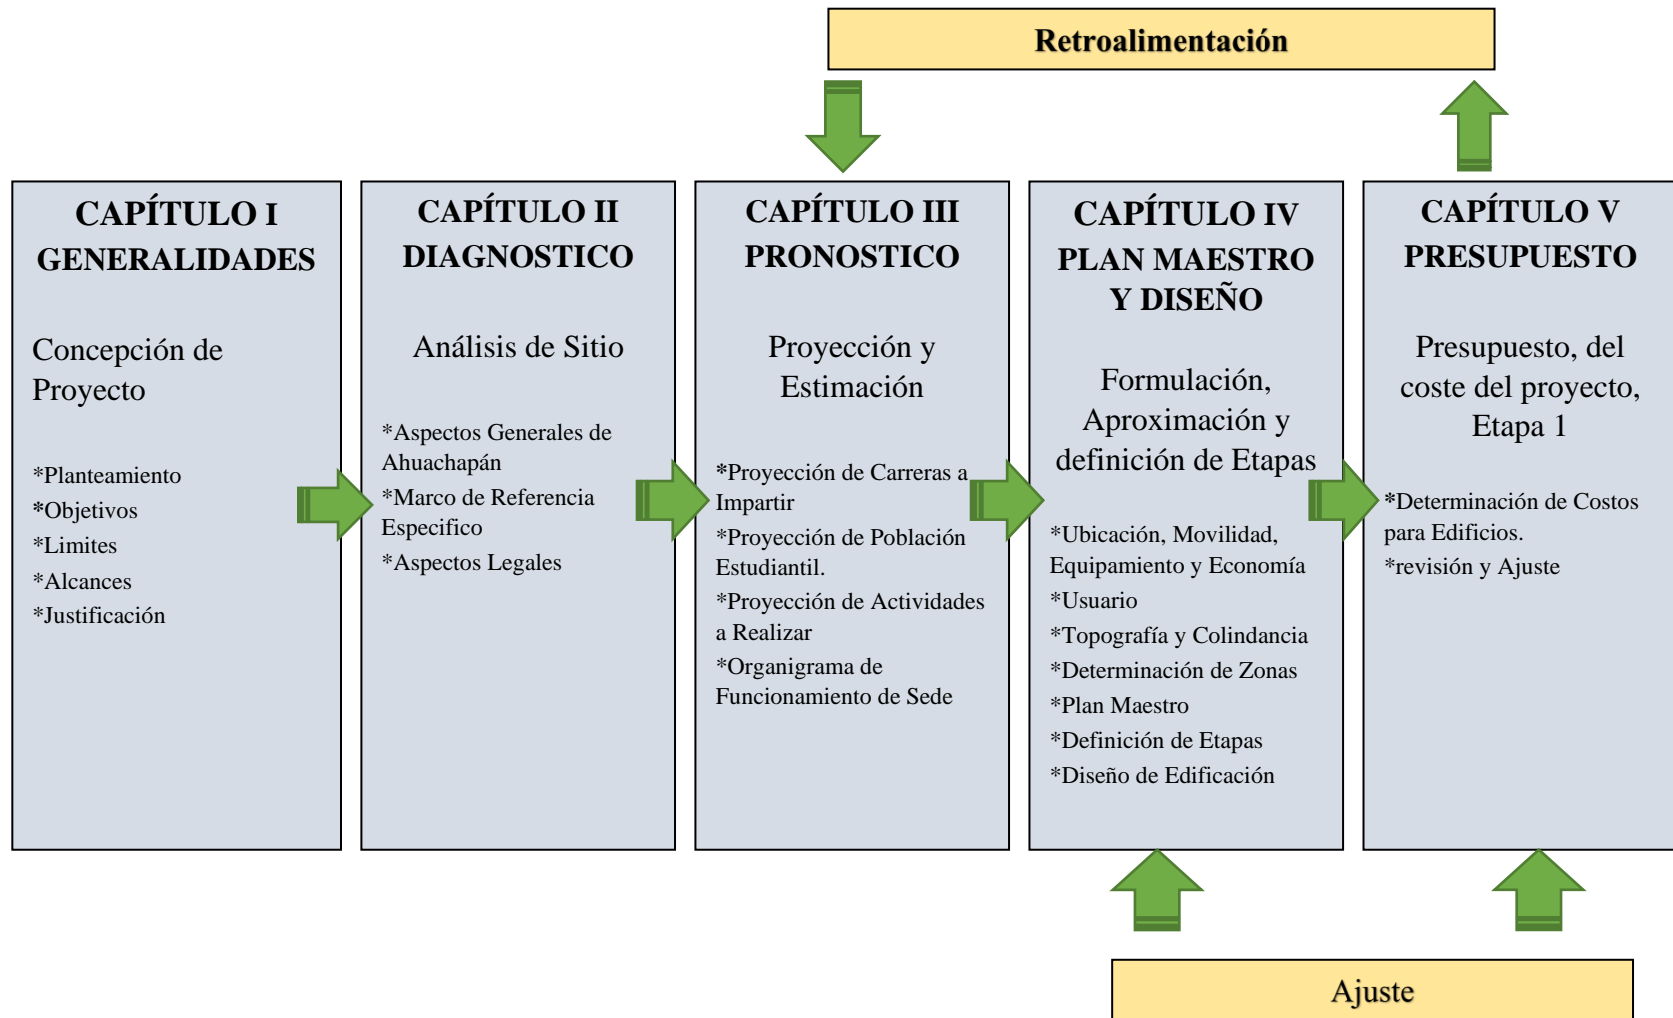 Retroalimentación
CAPÍTULO I
GENERALIDADES
Concepción de
Proyecto
*Planteamiento
*Objetivos
*Limites
*Alcances
*Justificación
CAPÍTULO II
DIAGNOSTICO
Análisis de Sitio
*Aspectos Generales de
Ahuachapán
*Marco de Referencia
Especifico
*Aspectos Legales
CAPÍTULO III
PRONOSTICO
Proyección y
Estimación
*Proyección de Carreras a
Impartir
*Proyección de Población
Estudiantil.
*Proyección de Actividades
a Realizar
*Organigrama de
Funcionamiento de Sede
CAPÍTULO IV
PLAN MAESTRO
Y DISEÑO
Formulación,
Aproximación y
definición de Etapas
*Ubicación, Movilidad,
Equipamiento y Economía
*Usuario
*Topografía y Colindancia
*Determinación de Zonas
*Plan Maestro
*Definición de Etapas
*Diseño de Edificación
CAPÍTULO V
PRESUPUESTO
Presupuesto, del
coste del proyecto,
Etapa 1
*Determinación de Costos
para Edificios.
*revisión y Ajuste
Ajuste